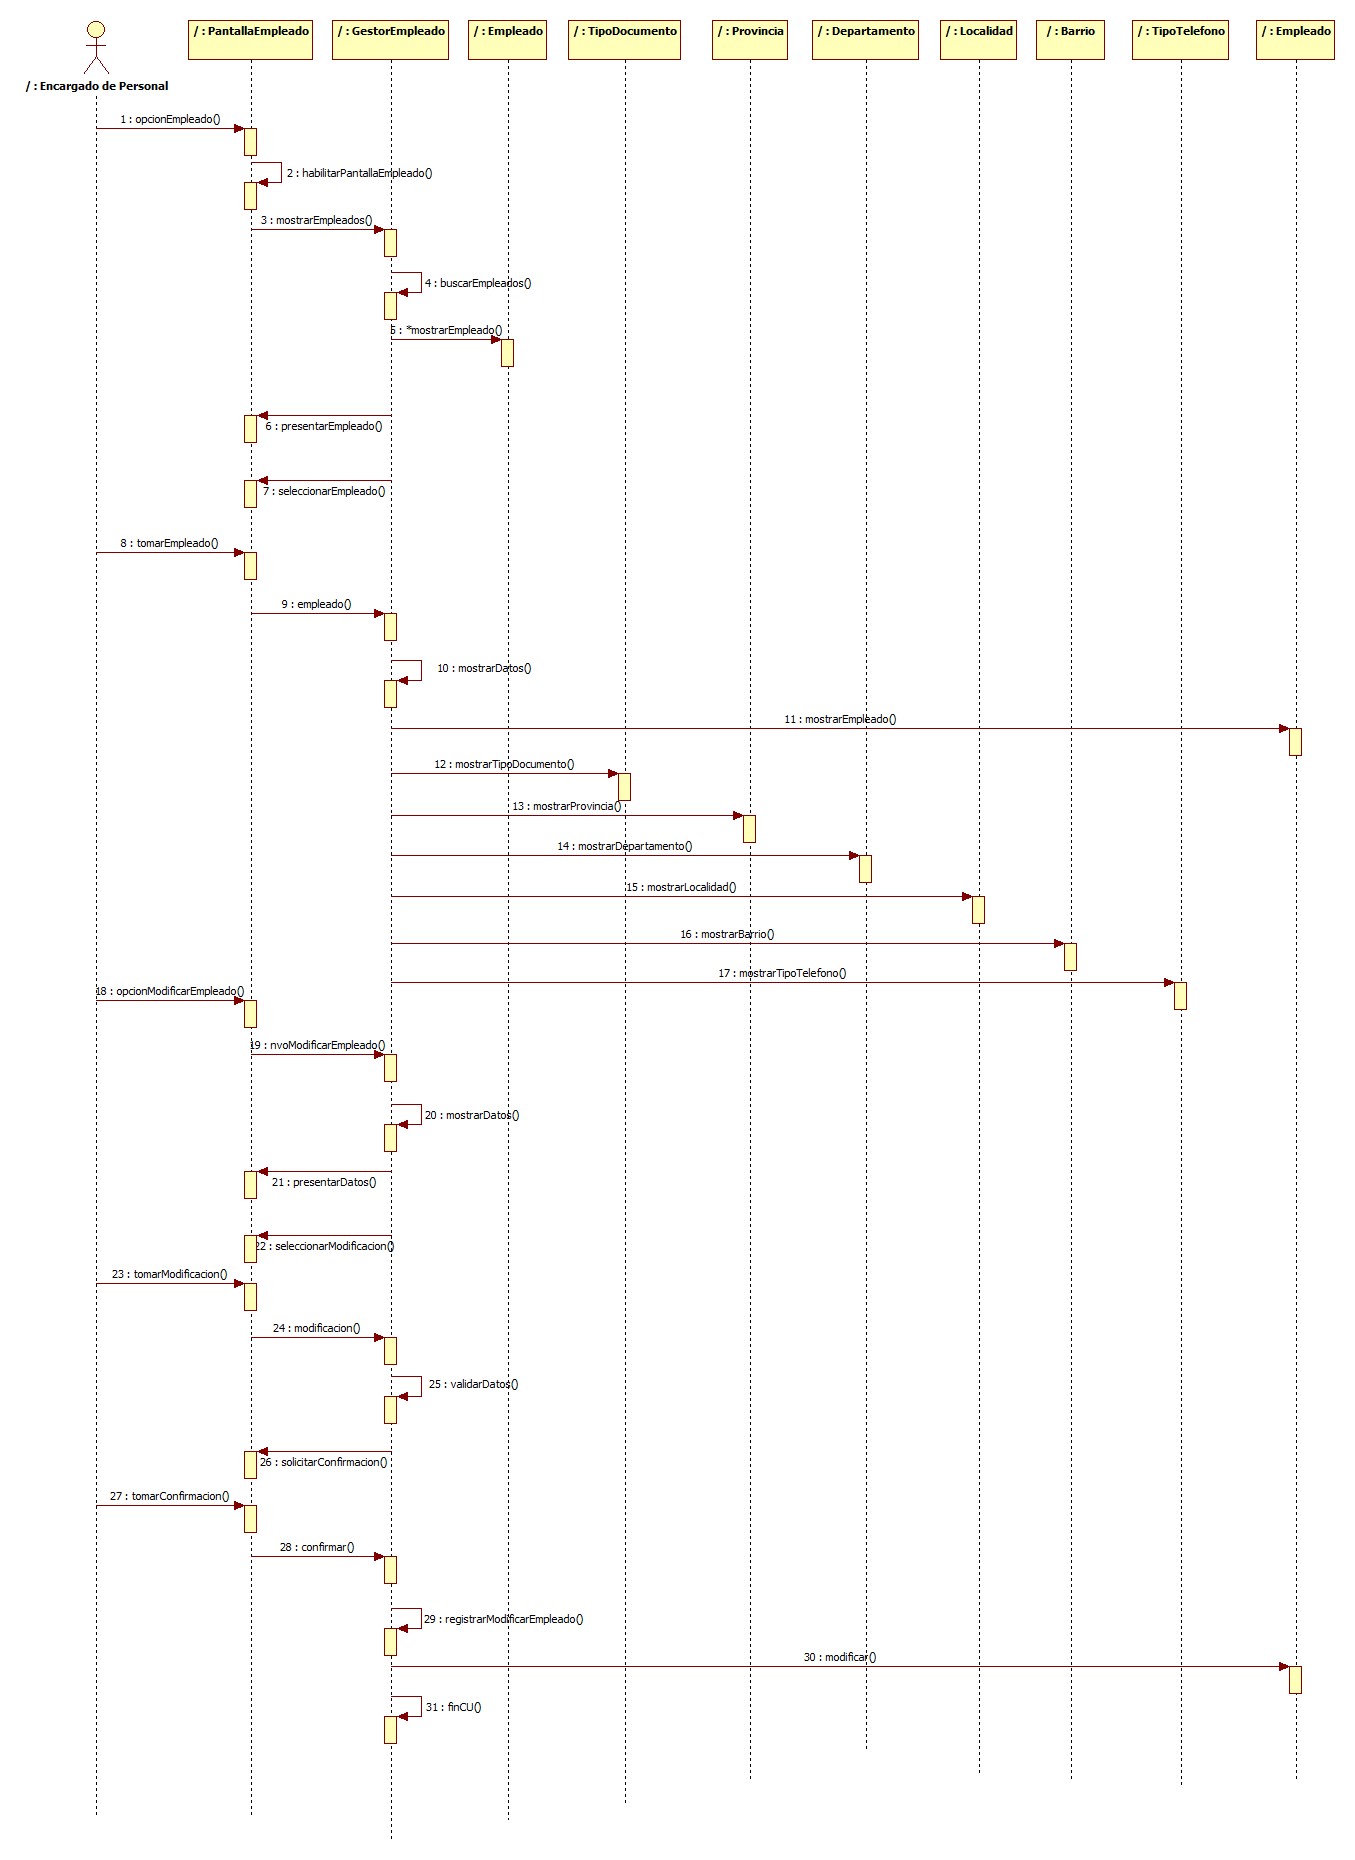 / : PantallaEmpleado
/ : GestorEmpleado
/ : Empleado
/ : TipoDocumento
/ : Provincia
/ : Departamento
/ : Localidad
/ : Barrio
/ : TipoTelefono
/ : Empleado
/ : Encargado de Personal
1 : opcionEmpleado()
2 : habilitarPantallaEmpleado()
3 : mostrarEmpleados()
4 : buscarEmpleados()
5 : *mostrarEmpleado()
6 : presentarEmpleado()
7 : seleccionarEmpleado()
8 : tomarEmpleado()
9 : empleado()
10 : mostrarDatos()
11 : mostrarEmpleado()
12 : mostrarTipoDocumento()
13 : mostrarProvincia()
14 : mostrarDepartamento()
15 : mostrarLocalidad()
16 : mostrarBarrio()
17 : mostrarTipoTelefono()
18 : opcionModificarEmpleado()
19 : nvoModificarEmpleado()
20 : mostrarDatos()
21 : presentarDatos()
22 : seleccionarModificacion()
23 : tomarModificacion()
24 : modificacion()
25 : validarDatos()
26 : solicitarConfirmacion()
27 : tomarConfirmacion()
28 : confirmar()
29 : registrarModificarEmpleado()
30 : modificar()
31 : finCU()